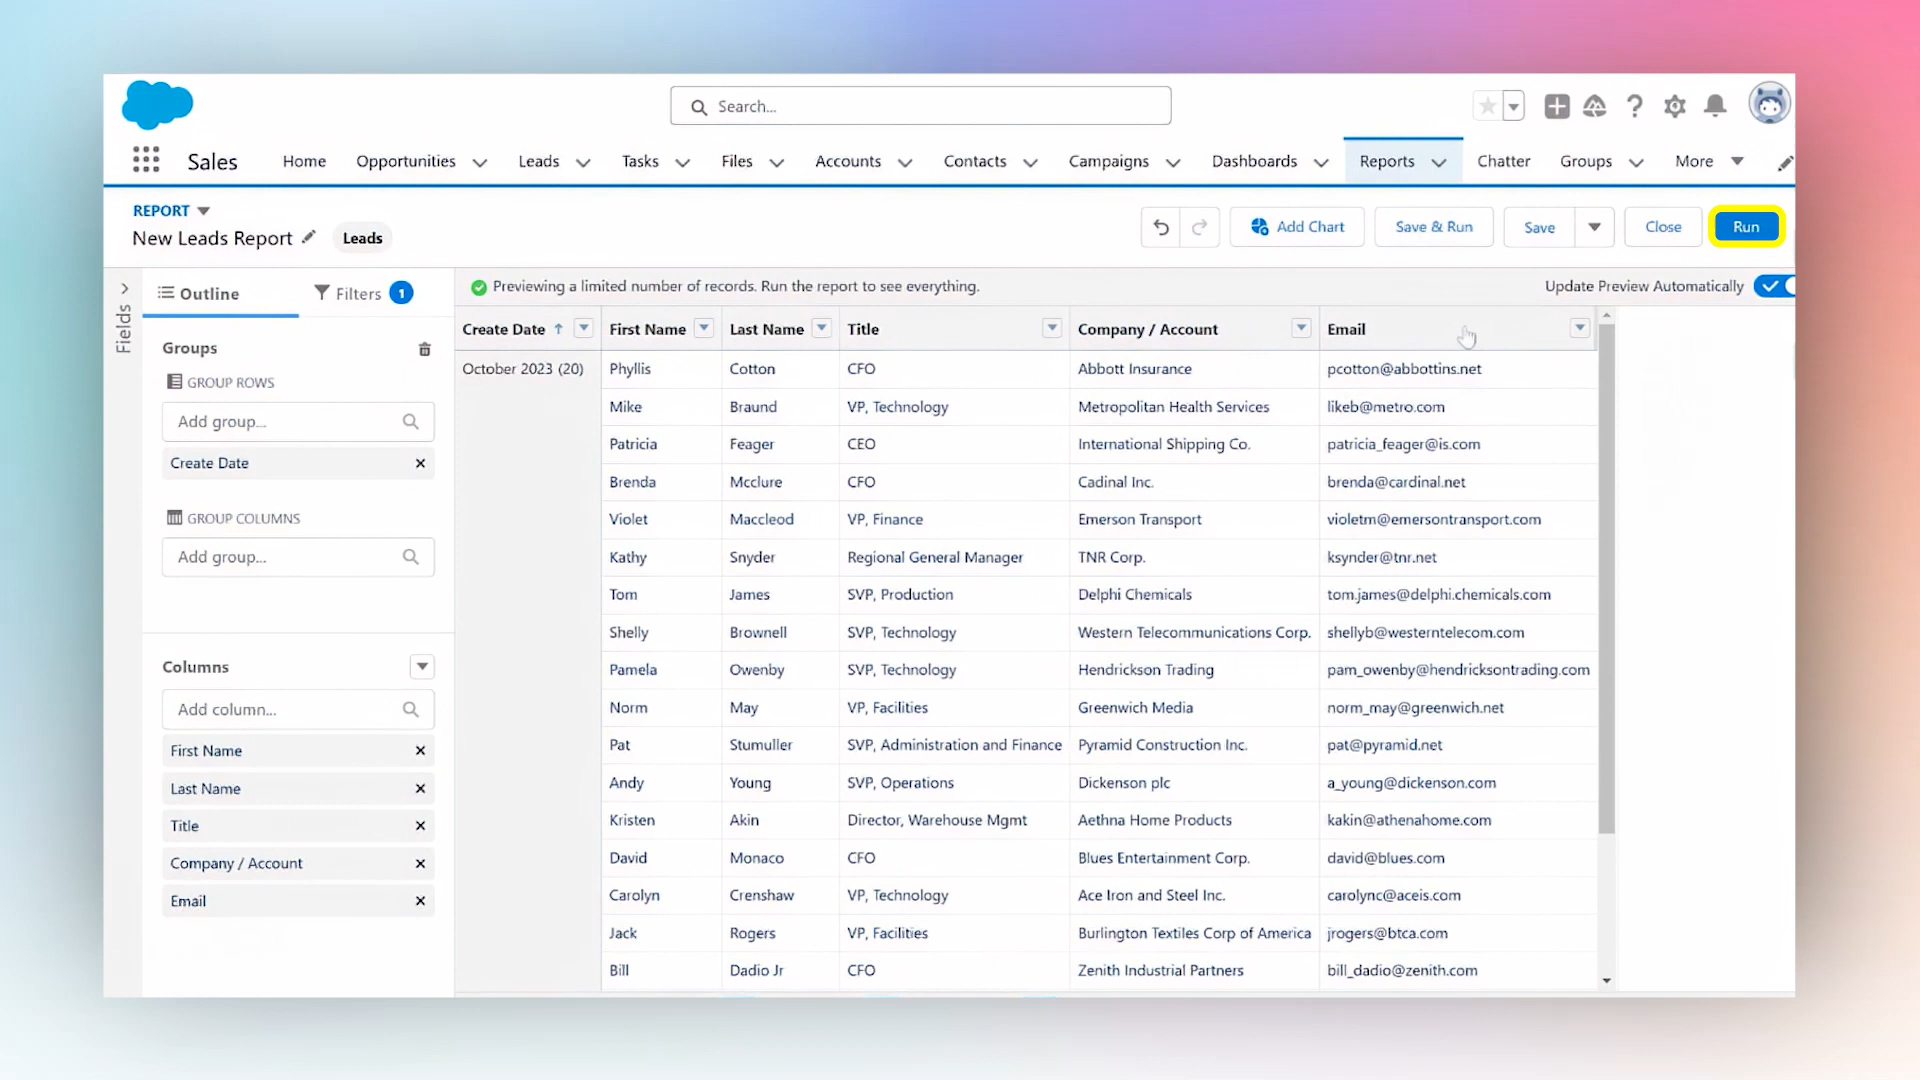 Search...
Sales Home Opportunities Leads Tasks Files Accounts Contacts Campaigns Dashboards Reports Chatter Groups More
REPORT
New Leads Report Leads
Add Chart Save & Run Save Close Run
Fields
Outline Filters 1
Previewing a limited number of records. Run the report to see everything. Update Preview Automatically
Groups
GROUP ROWS
Add group...
Create Date
GROUP COLUMNS
Add group...
Columns
Add column...
First Name
Last Name
Title
Company / Account
Email
Create Date First Name Last Name Title Company / Account Email
October 2023 (20) Phyllis Cotton CFO Abbott Insurance pcotton@abbottins.net
Mike Braund VP, Technology Metropolitan Health Services likeb@metro.com
Patricia Feager CEO International Shipping Co. patricia_feager@is.com
Brenda Mcclure CFO Cadinal Inc. brenda@cardinal.net
Violet Maccleod VP, Finance Emerson Transport violetm@emersontransport.com
Kathy Snyder Regional General Manager TNR Corp. ksynder@tnr.net
Tom James SVP, Production Delphi Chemicals tom.james@delphi.chemicals.com
Shelly Brownell SVP, Technology Western Telecommunications Corp. shellyb@westerntelecom.com
Pamela Owenby SVP, Technology Hendrickson Trading pam_owenby@hendricksontrading.com
Norm May VP, Facilities Greenwich Media norm_may@greenwich.net
Pat Stumuller SVP, Administration and Finance Pyramid Construction Inc. pat@pyramid.net
Andy Young SVP, Operations Dickenson plc a_young@dickenson.com
Kristen Akin Director, Warehouse Mgmt Aethna Home Products kakin@athenahome.com
David Monaco CFO Blues Entertainment Corp. david@blues.com
Carolyn Crenshaw VP, Technology Ace Iron and Steel Inc. carolync@aceis.com
Jack Rogers VP, Facilities Burlington Textiles Corp of America jrogers@btca.com
Bill Dadio Jr CFO Zenith Industrial Partners bill_dadio@zenith.com